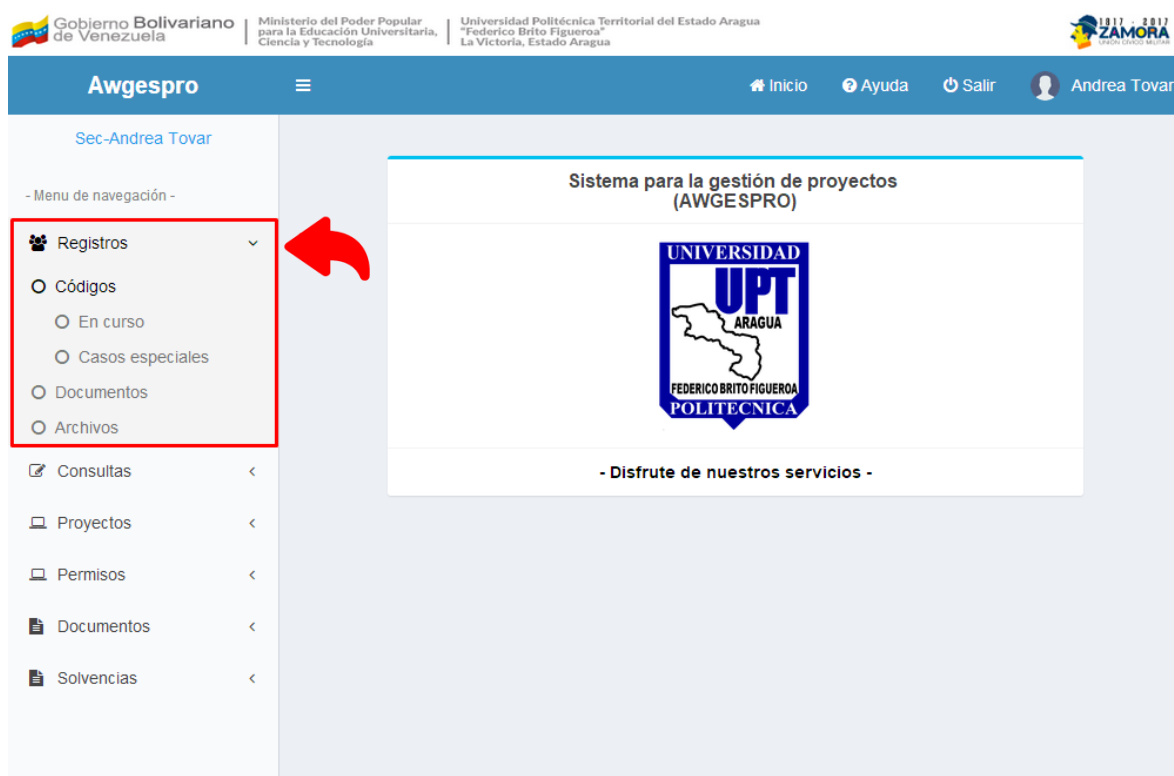 Gobierno Bolivariano
de Venezuela
Ministerio del Poder Popular
para la Educación Universitaria,
Ciencia y Tecnología
Universidad Politécnica Territorial del Estado Aragua
"Federico Brito Figueroa"
La Victoria, Estado Aragua
1817 - 2017
ZAMORA
UNIÓN CÍVICO MILITAR
Awgespro
Inicio
Ayuda
Salir
Andrea Tovar
Sec-Andrea Tovar
- Menu de navegación -
Registros
Códigos
En curso
Casos especiales
Documentos
Archivos
Consultas
Proyectos
Permisos
Documentos
Solvencias
Sistema para la gestión de proyectos
(AWGESPRO)
UNIVERSIDAD
UPT
ARAGUA
FEDERICO BRITO FIGUEROA
POLITECNICA
- Disfrute de nuestros servicios -